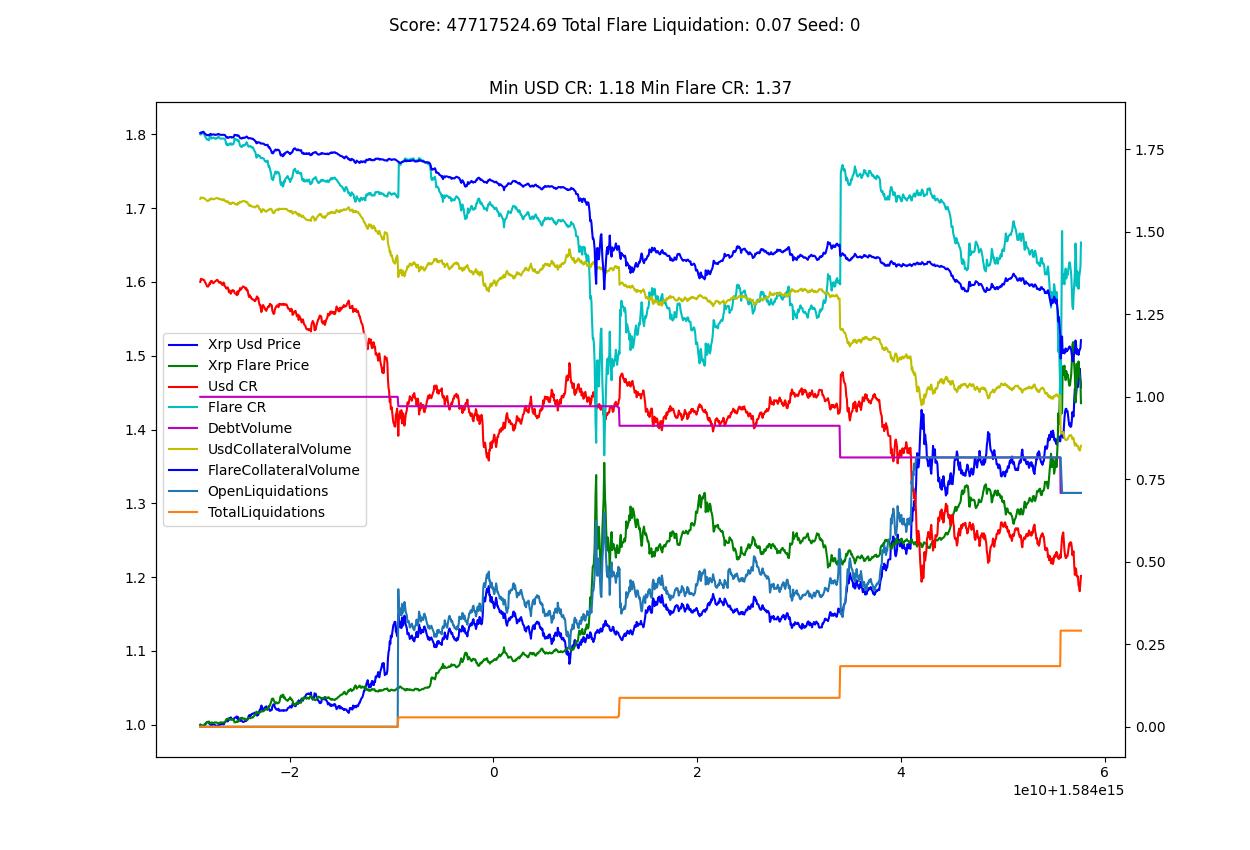 Score: 47717524.69 Total Flare Liquidation: 0.07 Seed: 0
Min USD CR: 1.18 Min Flare CR: 1.37
1.8
1.7
1.6
1.5
1.4
1.3
1.2
1.1
1.0
Xrp Usd Price
Xrp Flare Price
Usd CR
Flare CR
DebtVolume
UsdCollateralVolume
FlareCollateralVolume
OpenLiquidations
TotalLiquidations
1.75
1.50
1.25
1.00
0.75
0.50
0.25
0.00
−2 0 2 4 6
1e10+1.584e15